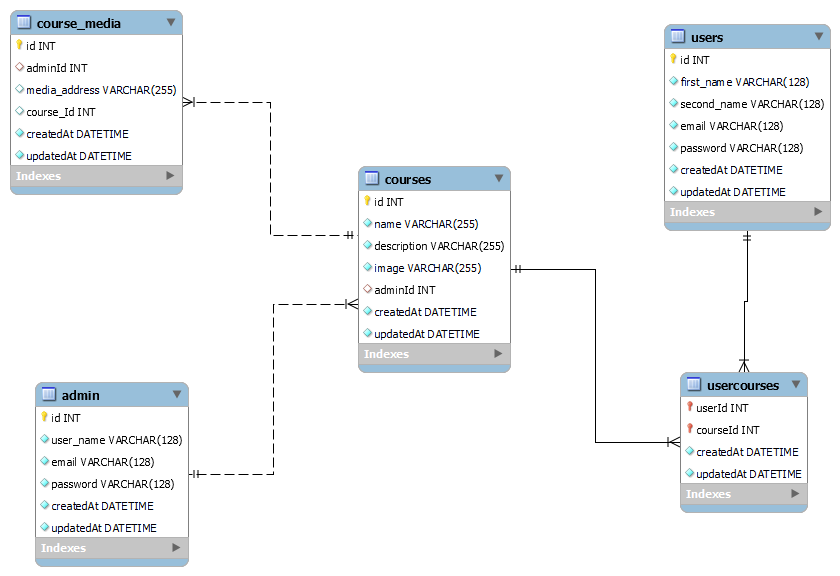 course_media
id INT
adminId INT
media_address VARCHAR(255)
course_Id INT
createdAt DATETIME
updatedAt DATETIME
Indexes
users
id INT
first_name VARCHAR(128)
second_name VARCHAR(128)
email VARCHAR(128)
password VARCHAR(128)
createdAt DATETIME
updatedAt DATETIME
Indexes
courses
id INT
name VARCHAR(255)
description VARCHAR(255)
image VARCHAR(255)
adminId INT
createdAt DATETIME
updatedAt DATETIME
Indexes
admin
id INT
user_name VARCHAR(128)
email VARCHAR(128)
password VARCHAR(128)
createdAt DATETIME
updatedAt DATETIME
Indexes
usercourses
userId INT
courseId INT
createdAt DATETIME
updatedAt DATETIME
Indexes